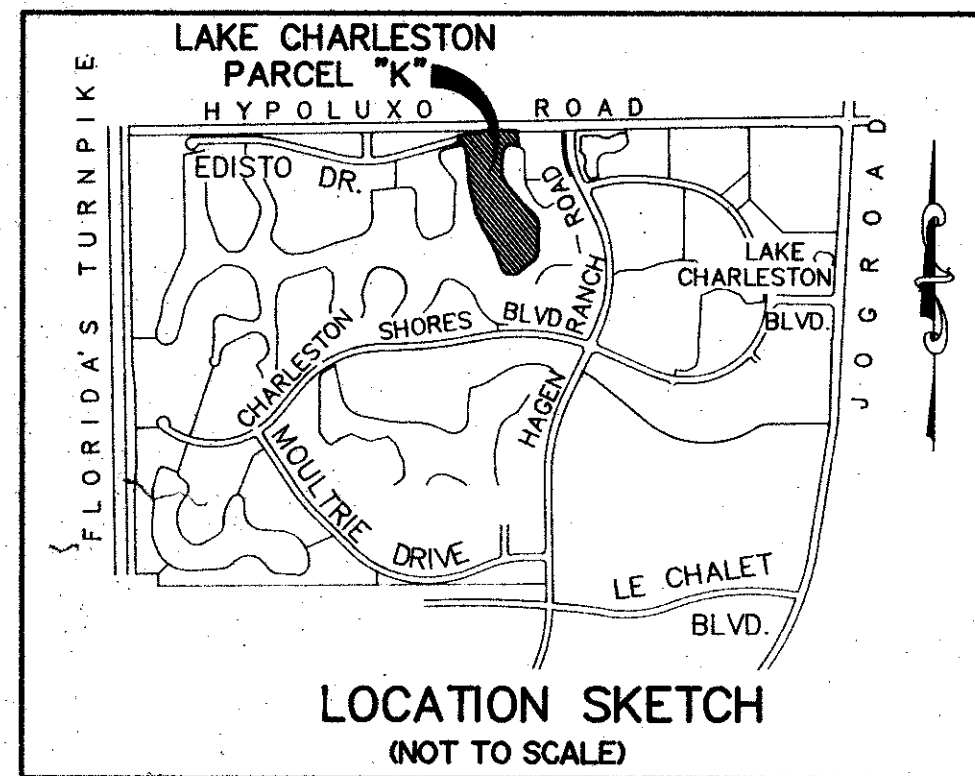 LAKE CHARLESTON
PARCEL "K"
HYPOLUXO ROAD
FLORIDA'S TURNPIKE
EDISTO DR.
HAGEN RANCH ROAD
LAKE
CHARLESTON
BLVD.
JOG ROAD
CHARLESTON SHORES BLVD
MOULTRIE DRIVE
LE CHALET
BLVD.
LOCATION SKETCH
(NOT TO SCALE)